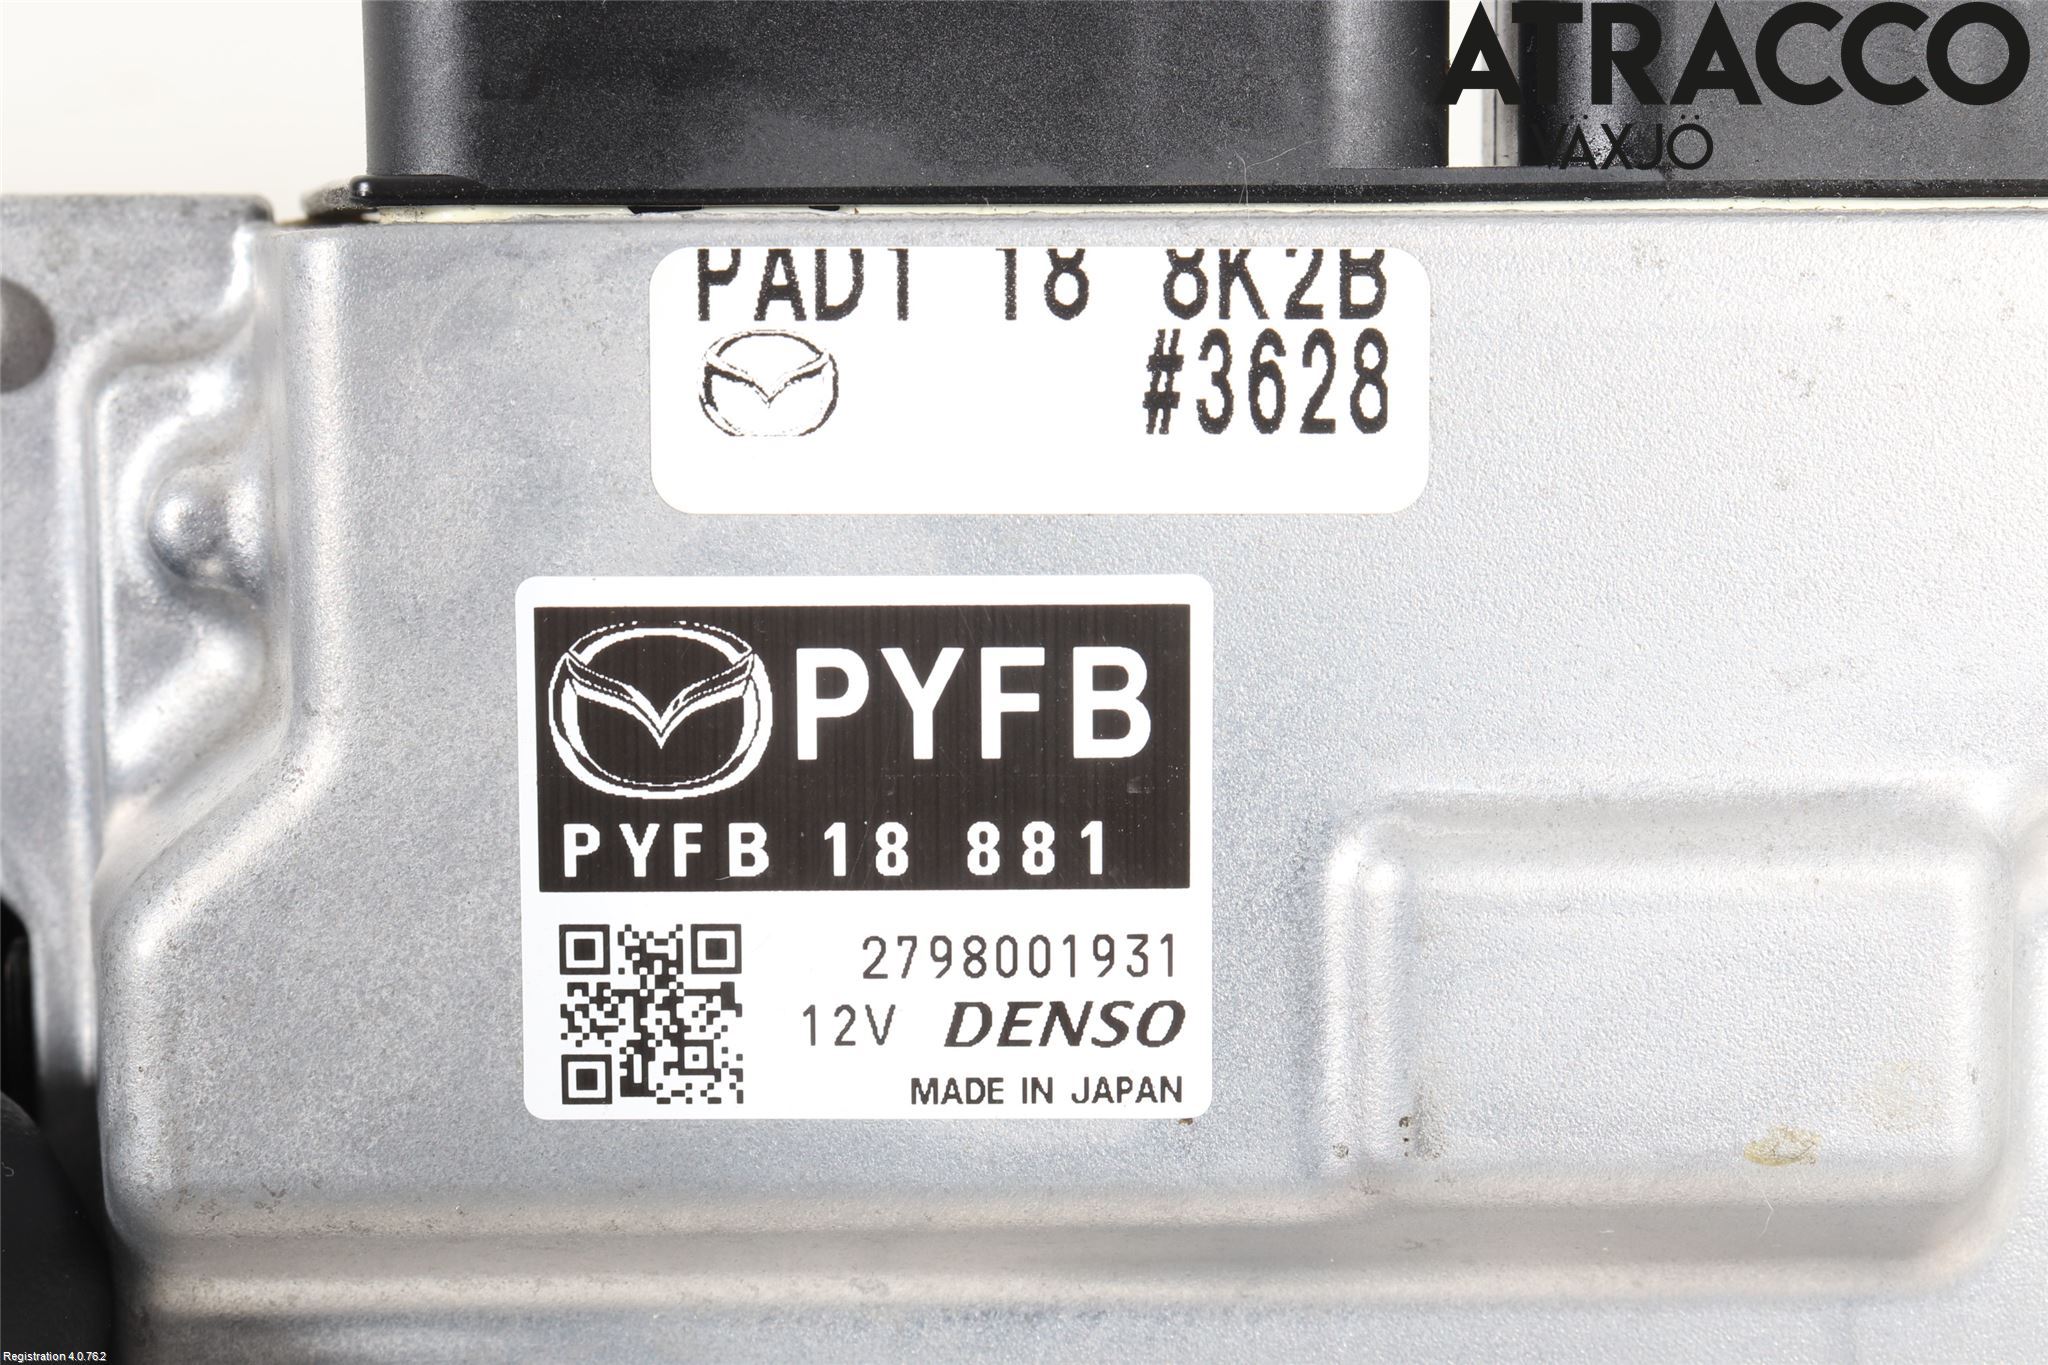 ATRACCO
VÄXJÖ
PAD1 18 8K2B
#3628
PYFB
PYFB 18 881
2798001931
12V DENSO
MADE IN JAPAN
Registration 4.0.76.2